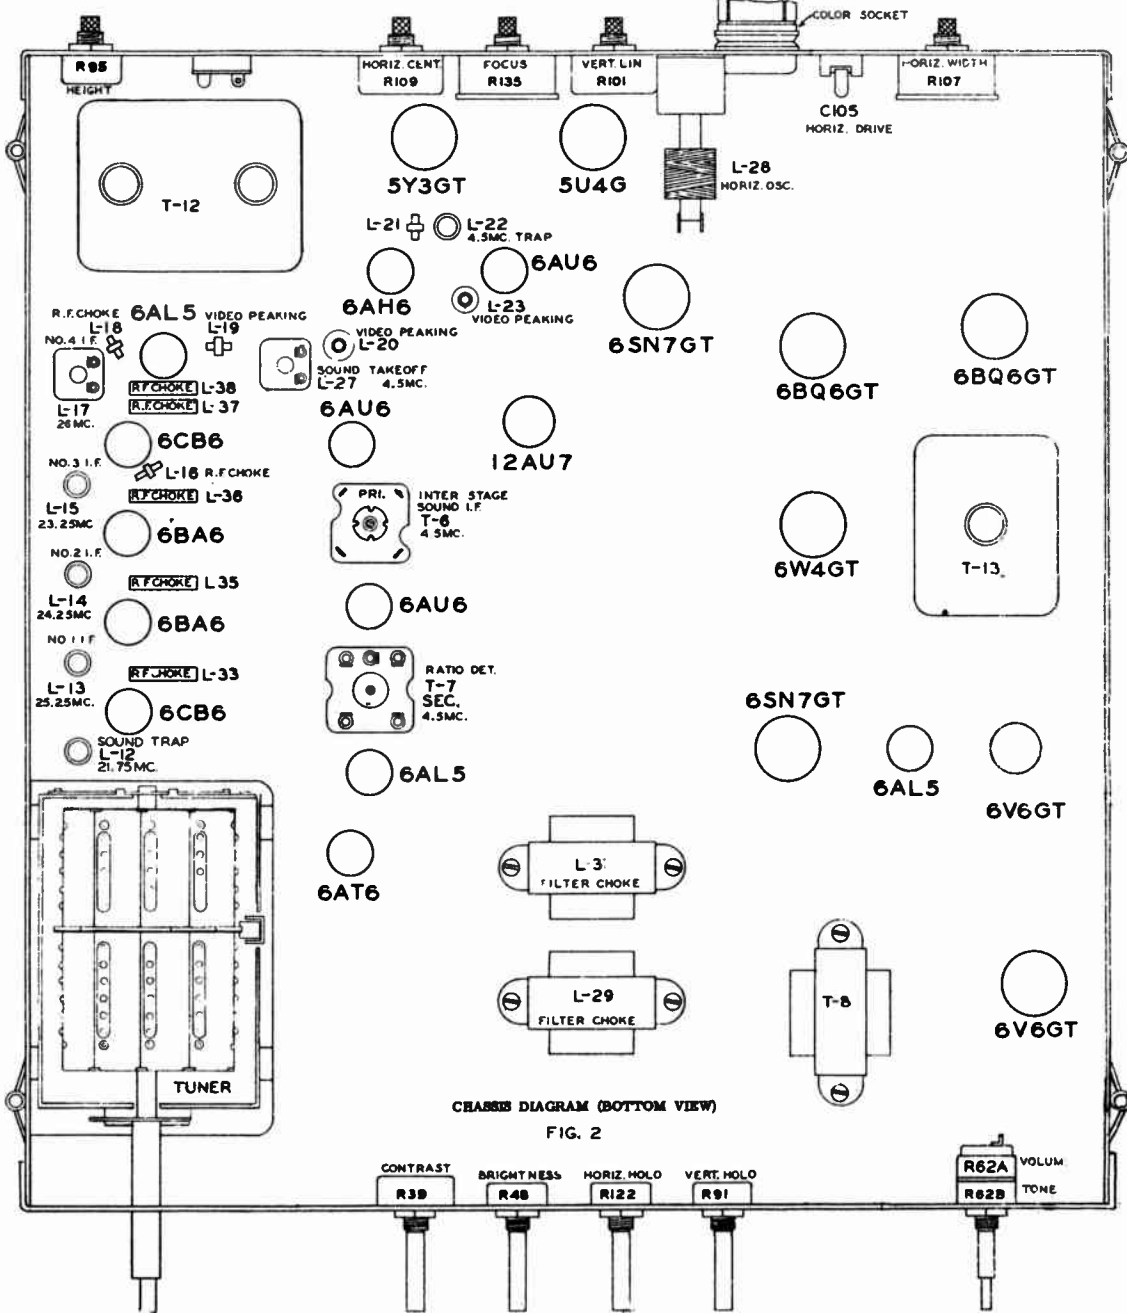 COLOR SOCKET
R95
HEIGHT
HORIZ. CENT.
R109
FOCUS
R135
VERT. LIN
R101
HORIZ. WIDTH
R107
C105
HORIZ. DRIVE
T-12
5Y3GT
5U4G
L-28
HORIZ. OSC.
L-21
L-22
4.5MC. TRAP
6AH6
6AU6
L-23
VIDEO PEAKING
6SN7GT
6BQ6GT
6BQ6GT
R.F. CHOKE
L-18
6AL5
VIDEO PEAKING
L-19
NO. 4 I.F.
L-17
26 MC.
VIDEO PEAKING
L-20
SOUND TAKEOFF
L-27 4.5MC.
R.F. CHOKE L-38
R.F. CHOKE L-37
6AU6
6CB6
12AU7
NO. 3 I.F.
L-16 R.F. CHOKE
L-15
23.25MC
R.F. CHOKE L-36
PRI.
INTER STAGE
SOUND I.F.
T-6
4.5MC.
6BA6
6W4GT
T-13
NO. 2 I.F.
L-14
24.25MC
R.F. CHOKE L35
6BA6
6AU6
NO 1 I F
L-13
25.25MC.
R.F. CHOKE L-33
RATIO DET.
T-7
SEC.
4.5MC.
6CB6
6SN7GT
SOUND TRAP
L-12
21.75MC.
6AL5
6AL5
6V6GT
6AT6
L-3
FILTER CHOKE
L-29
FILTER CHOKE
T-8
6V6GT
TUNER
CHASSIS DIAGRAM (BOTTOM VIEW)
FIG. 2
CONTRAST
R39
BRIGHTNESS
R48
HORIZ. HOLD
R122
VERT. HOLD
R91
R62A
VOLUM
R62B
TONE